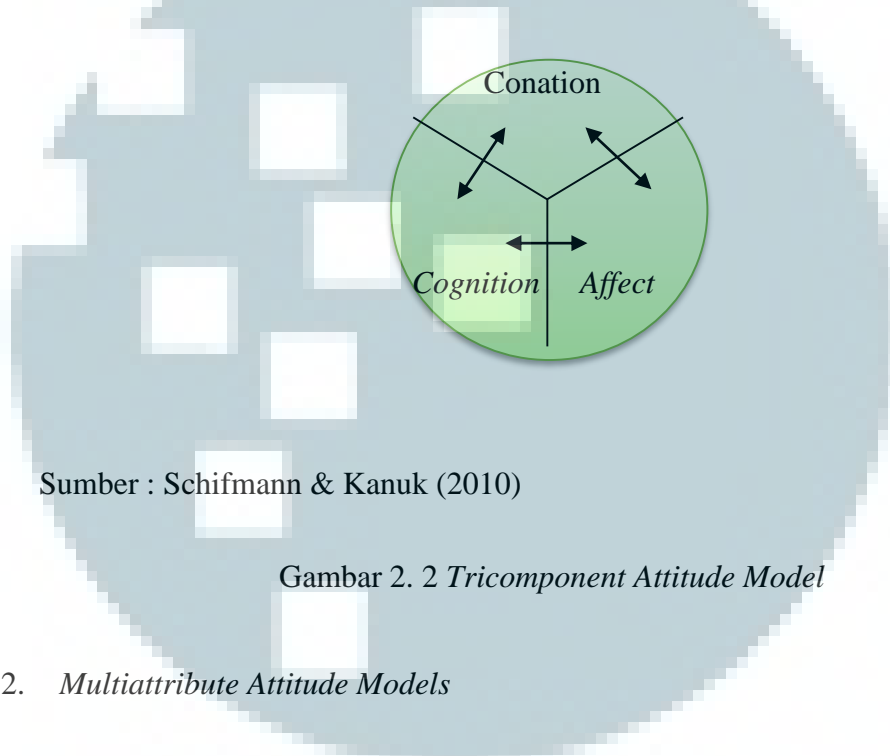 Conation
Cognition Affect
Sumber : Schifmann & Kanuk (2010)
Gambar 2. 2 Tricomponent Attitude Model
2. Multiattribute Attitude Models